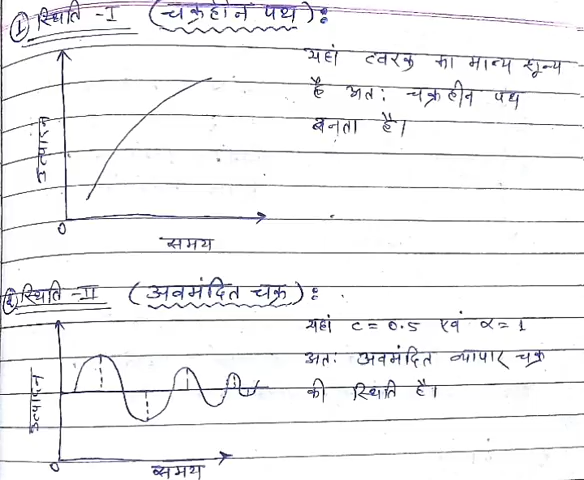 ① स्थिति -I (चक्रहीन पथ):
यहां त्वरक का मान्य शून्य
है अत: चक्रहीन पथ
बनता है।
उत्पादन
0
समय
② स्थिति -II (अवमंदित चक्र):
यहां c = 0.5 एवं α = 1
अत: अवमंदित व्यापार चक्र
की स्थिति है।
उत्पादन
0
समय